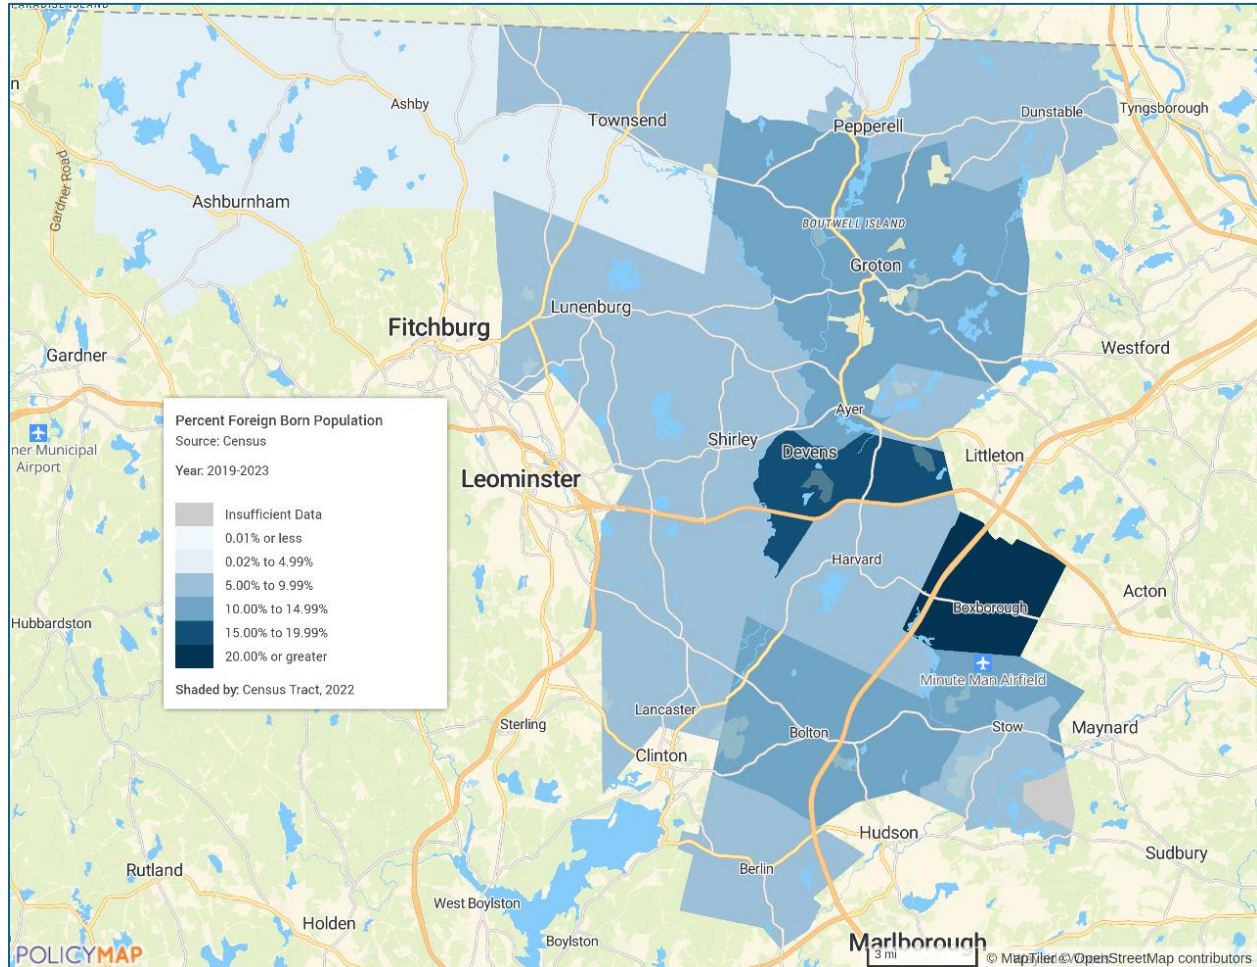 PARADISE ISLAND
Ashby
Townsend
Dunstable
Tyngsborough
Pepperell
Gardner Road
Ashburnham
BOUTWELL ISLAND
Groton
Lunenburg
Fitchburg
Gardner
Westford
Ayer
Percent Foreign Born Population
Source: Census
Year: 2019-2023
Insufficient Data
0.01% or less
0.02% to 4.99%
5.00% to 9.99%
10.00% to 14.99%
15.00% to 19.99%
20.00% or greater
Shaded by: Census Tract, 2022
ner Municipal
Airport
Shirley
Devens
Littleton
Leominster
Harvard
Acton
Boxborough
Hubbardston
Minute Man Airfield
Lancaster
Sterling
Stow
Maynard
Bolton
Clinton
Hudson
Sudbury
Rutland
Berlin
West Boylston
Holden
Boylston
Marlborough
POLICYMAP
3 mi
© MapTiler © OpenStreetMap contributors